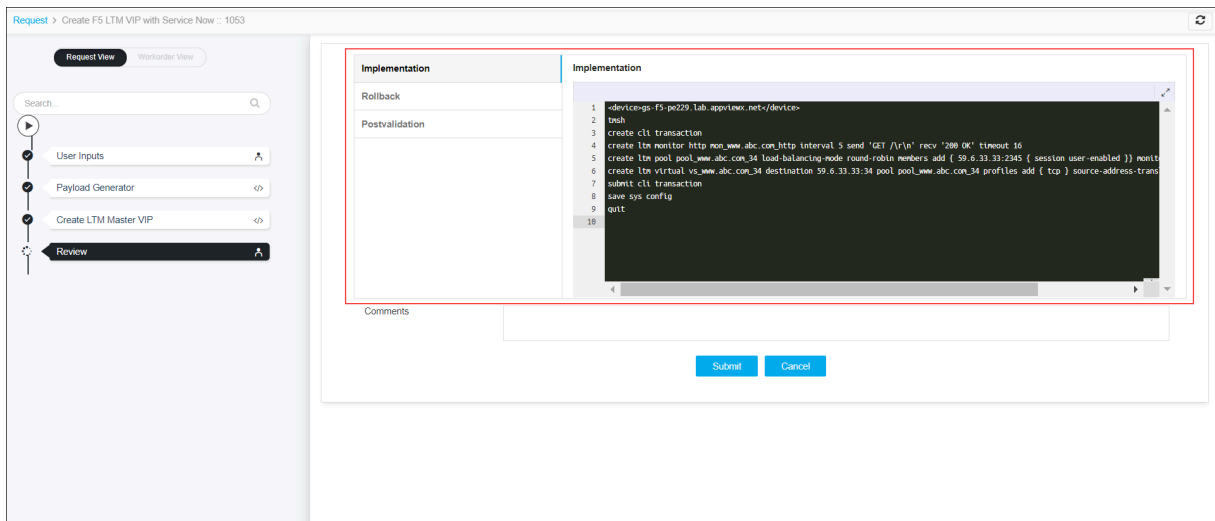 Request > Create F5 LTM VIP with Service Now :: 1053
Request View
Workorder View
Search...
User Inputs
Payload Generator
</>
Create LTM Master VIP
</>
Review
Implementation
Rollback
Postvalidation
Implementation
1 <device>gs-f5-pe229.lab.appviewx.net</device>
2 tmsh
3 create cli transaction
4 create ltm monitor http mon_www.abc.com_http interval 5 send 'GET /\r\n' recv '200 OK' timeout 16
5 create ltm pool pool_www.abc.com_34 load-balancing-mode round-robin members add { 59.6.33.33:2345 { session user-enabled }} monit
6 create ltm virtual vs_www.abc.com_34 destination 59.6.33.33:34 pool pool_www.abc.com_34 profiles add { tcp } source-address-trans
7 submit cli transaction
8 save sys config
9 quit
10
Comments
Submit
Cancel